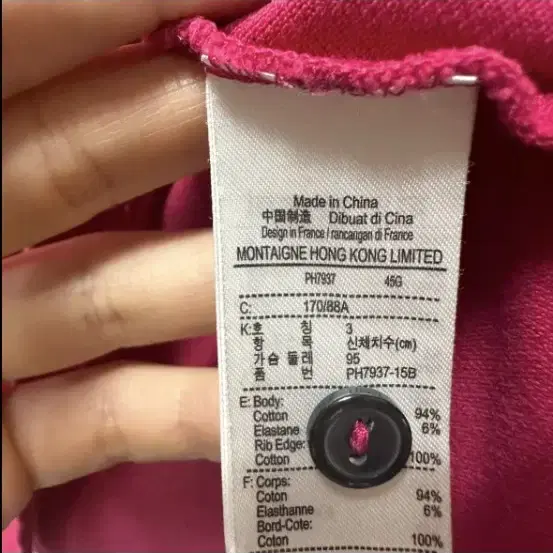 Made in China
中国制造 Dibuat di Cina
Design in France / rancangan di France
MONTAIGNE HONG KONG LIMITED
PH7937 45G
C: 170/88A
K:호 칭 3
항 목 신체치수(cm)
가슴 둘레 95
품 번 PH7937-15B
E: Body:
Cotton 94%
Elastane 6%
Rib Edge:
Cotton 100%
F: Corps:
Coton 94%
Elasthanne 6%
Bord-Cote:
Coton 100%